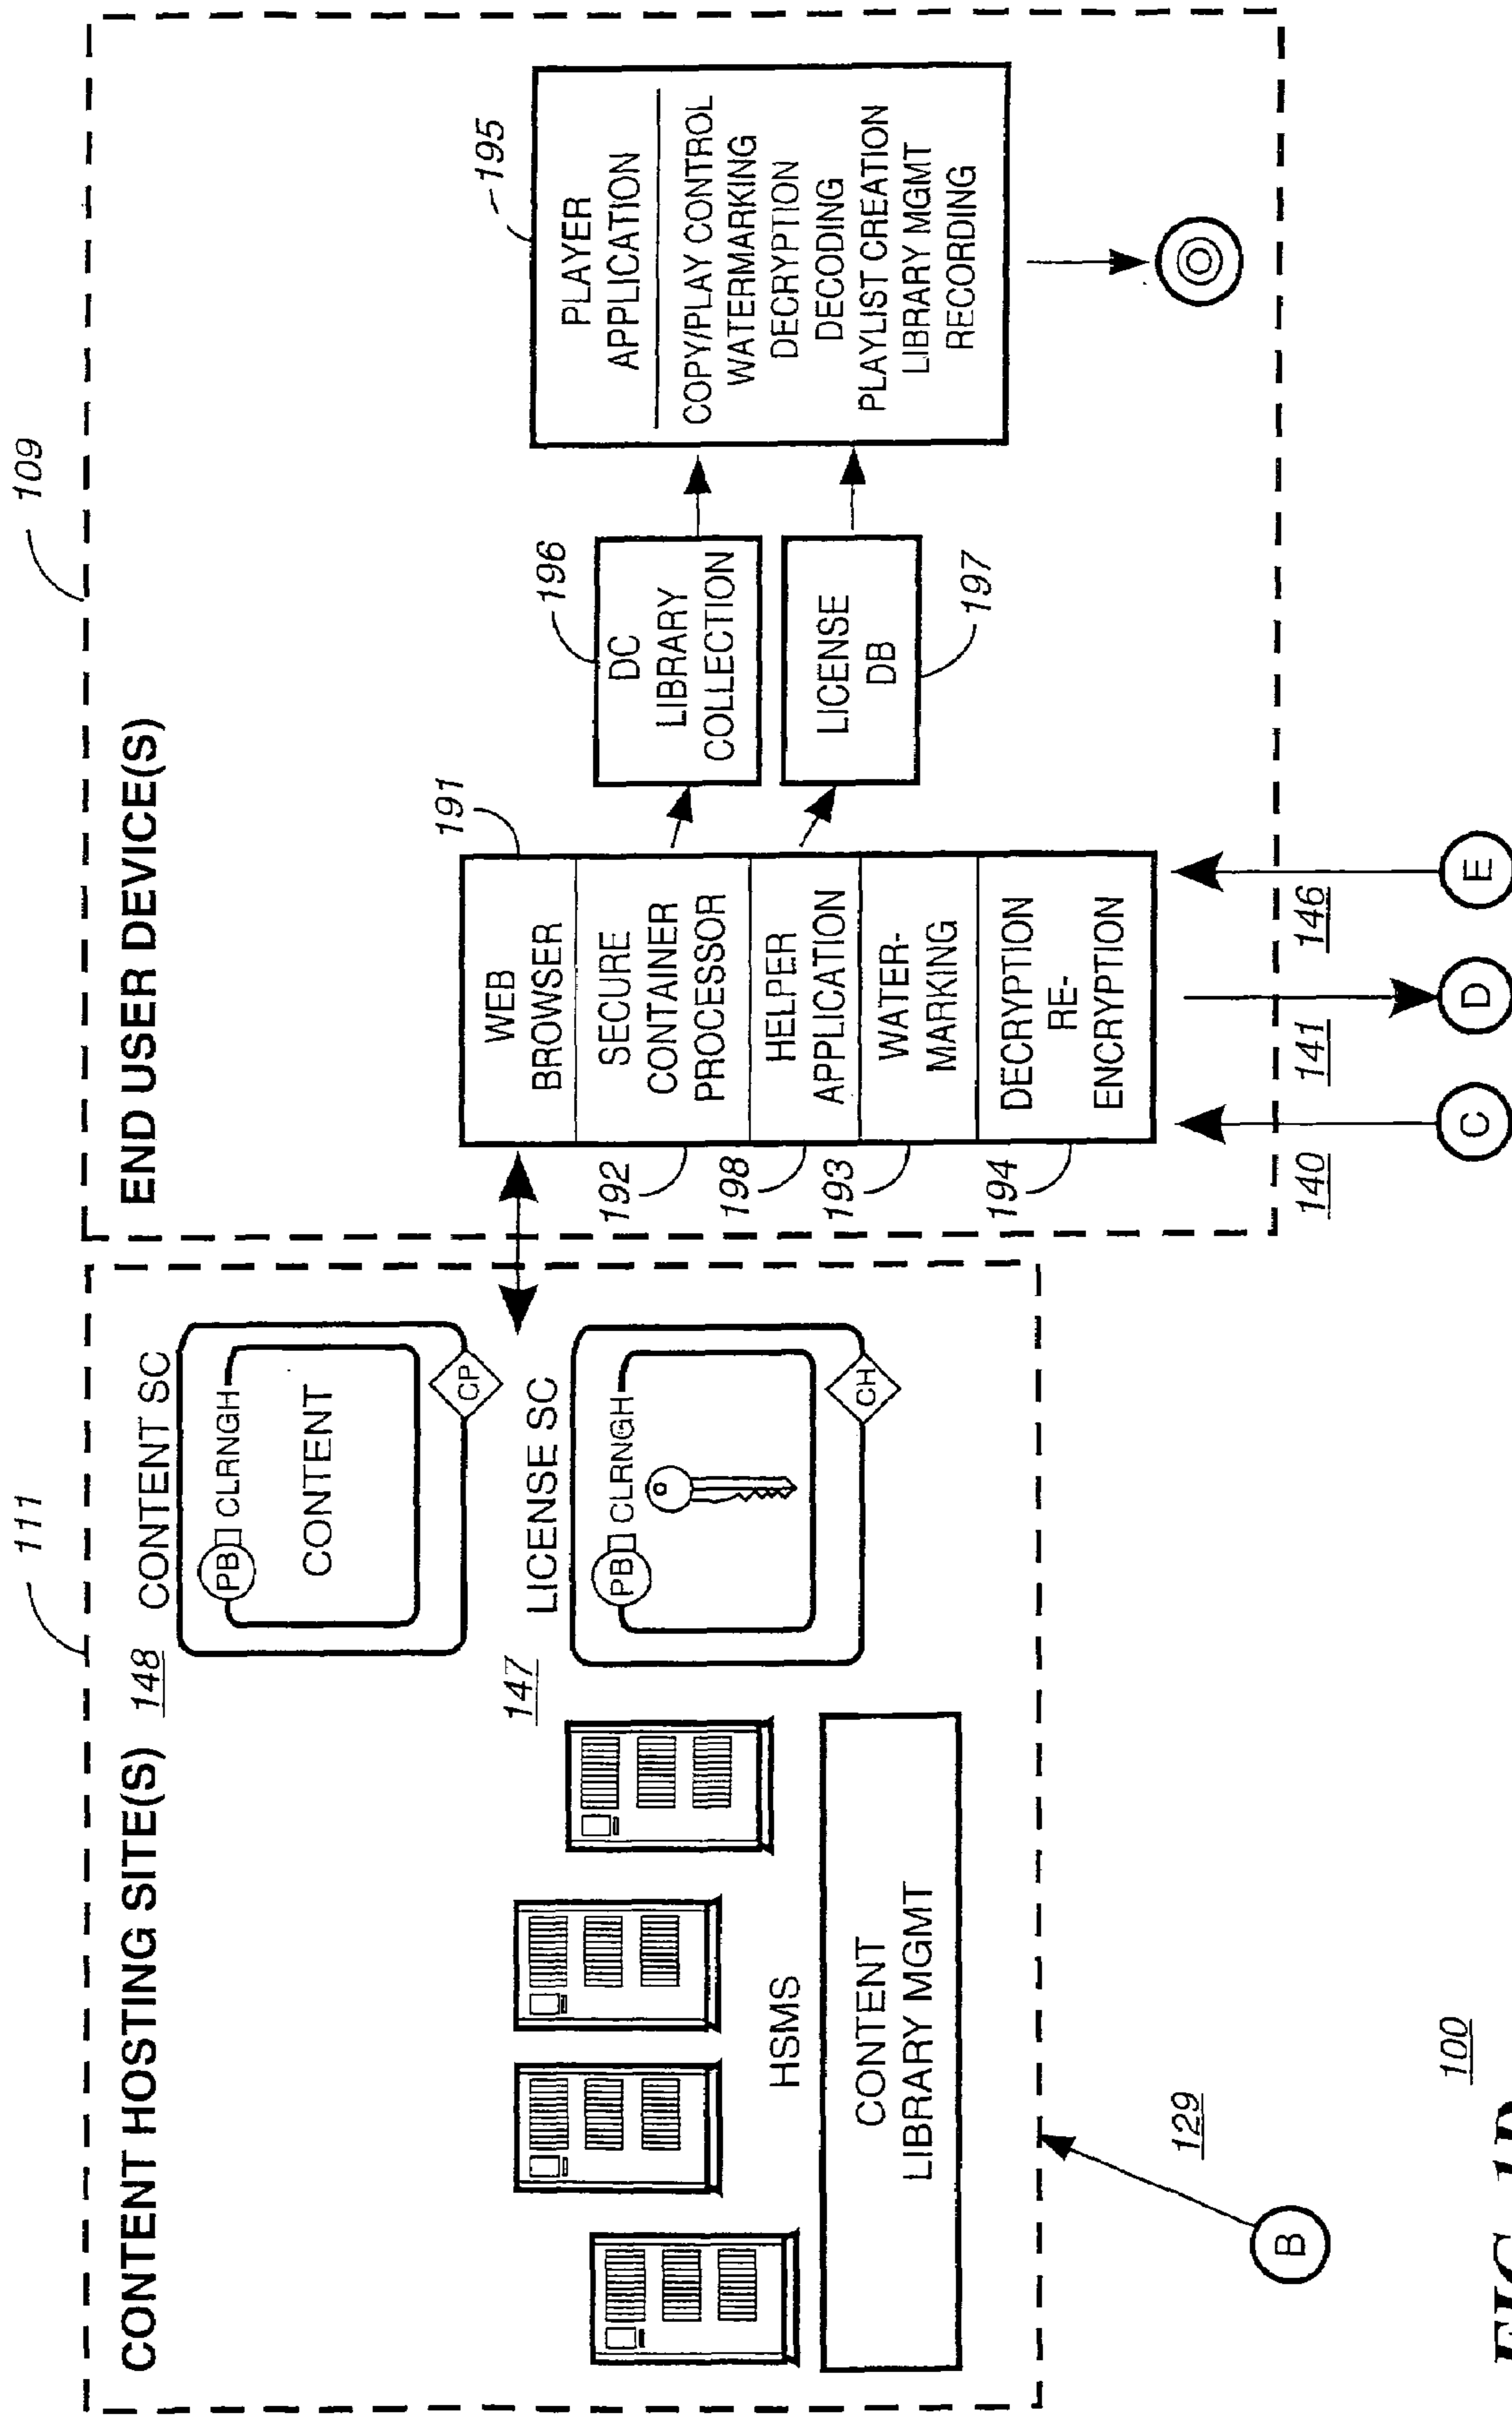 111
CONTENT HOSTING SITE(S)
148
CONTENT SC
PB CLRNGH
CONTENT
CP
147
LICENSE SC
PB CLRNGH
CH
HSMS
CONTENT
LIBRARY MGMT
129
B
109
END USER DEVICE(S)
191
WEB
BROWSER
SECURE
CONTAINER
PROCESSOR
HELPER
APPLICATION
WATER-
MARKING
DECRYPTION
RE-
ENCRYPTION
192
198
193
194
196
DC
LIBRARY
COLLECTION
LICENSE
DB
197
195
PLAYER
APPLICATION
COPY/PLAY CONTROL
WATERMARKING
DECRYPTION
DECODING
PLAYLIST CREATION
LIBRARY MGMT
RECORDING
140
141
146
C
D
E
100